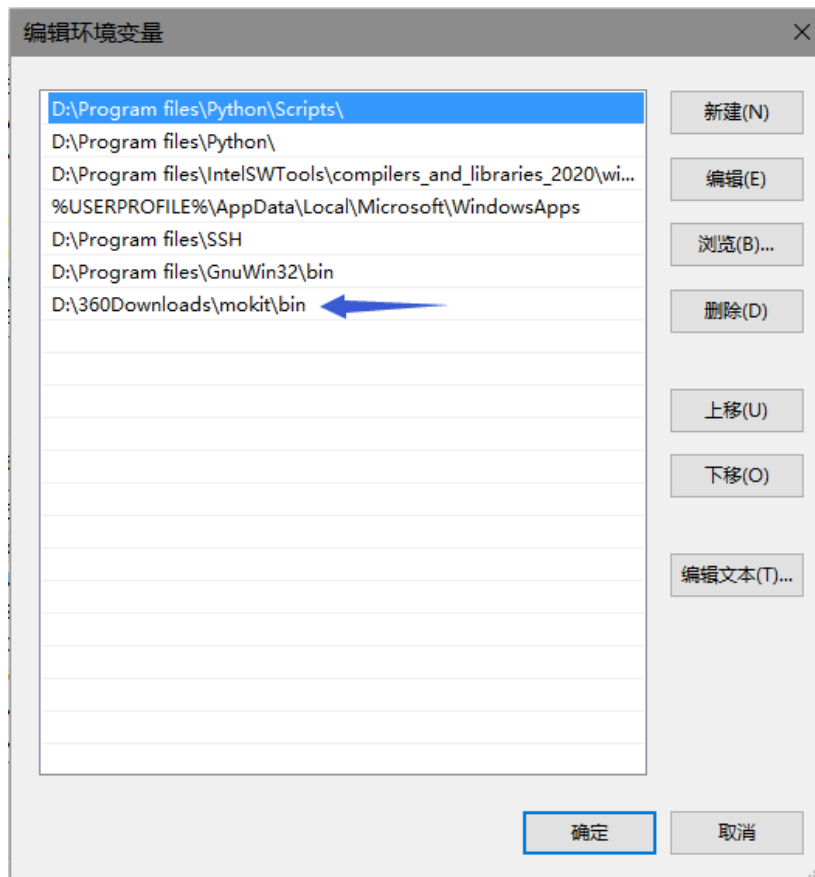 编辑环境变量
D:\Program files\Python\Scripts\
D:\Program files\Python\
D:\Program files\IntelSWTools\compilers_and_libraries_2020\wi...
%USERPROFILE%\AppData\Local\Microsoft\WindowsApps
D:\Program files\SSH
D:\Program files\GnuWin32\bin
D:\360Downloads\mokit\bin
新建(N)
编辑(E)
浏览(B)...
删除(D)
上移(U)
下移(O)
编辑文本(T)...
确定
取消